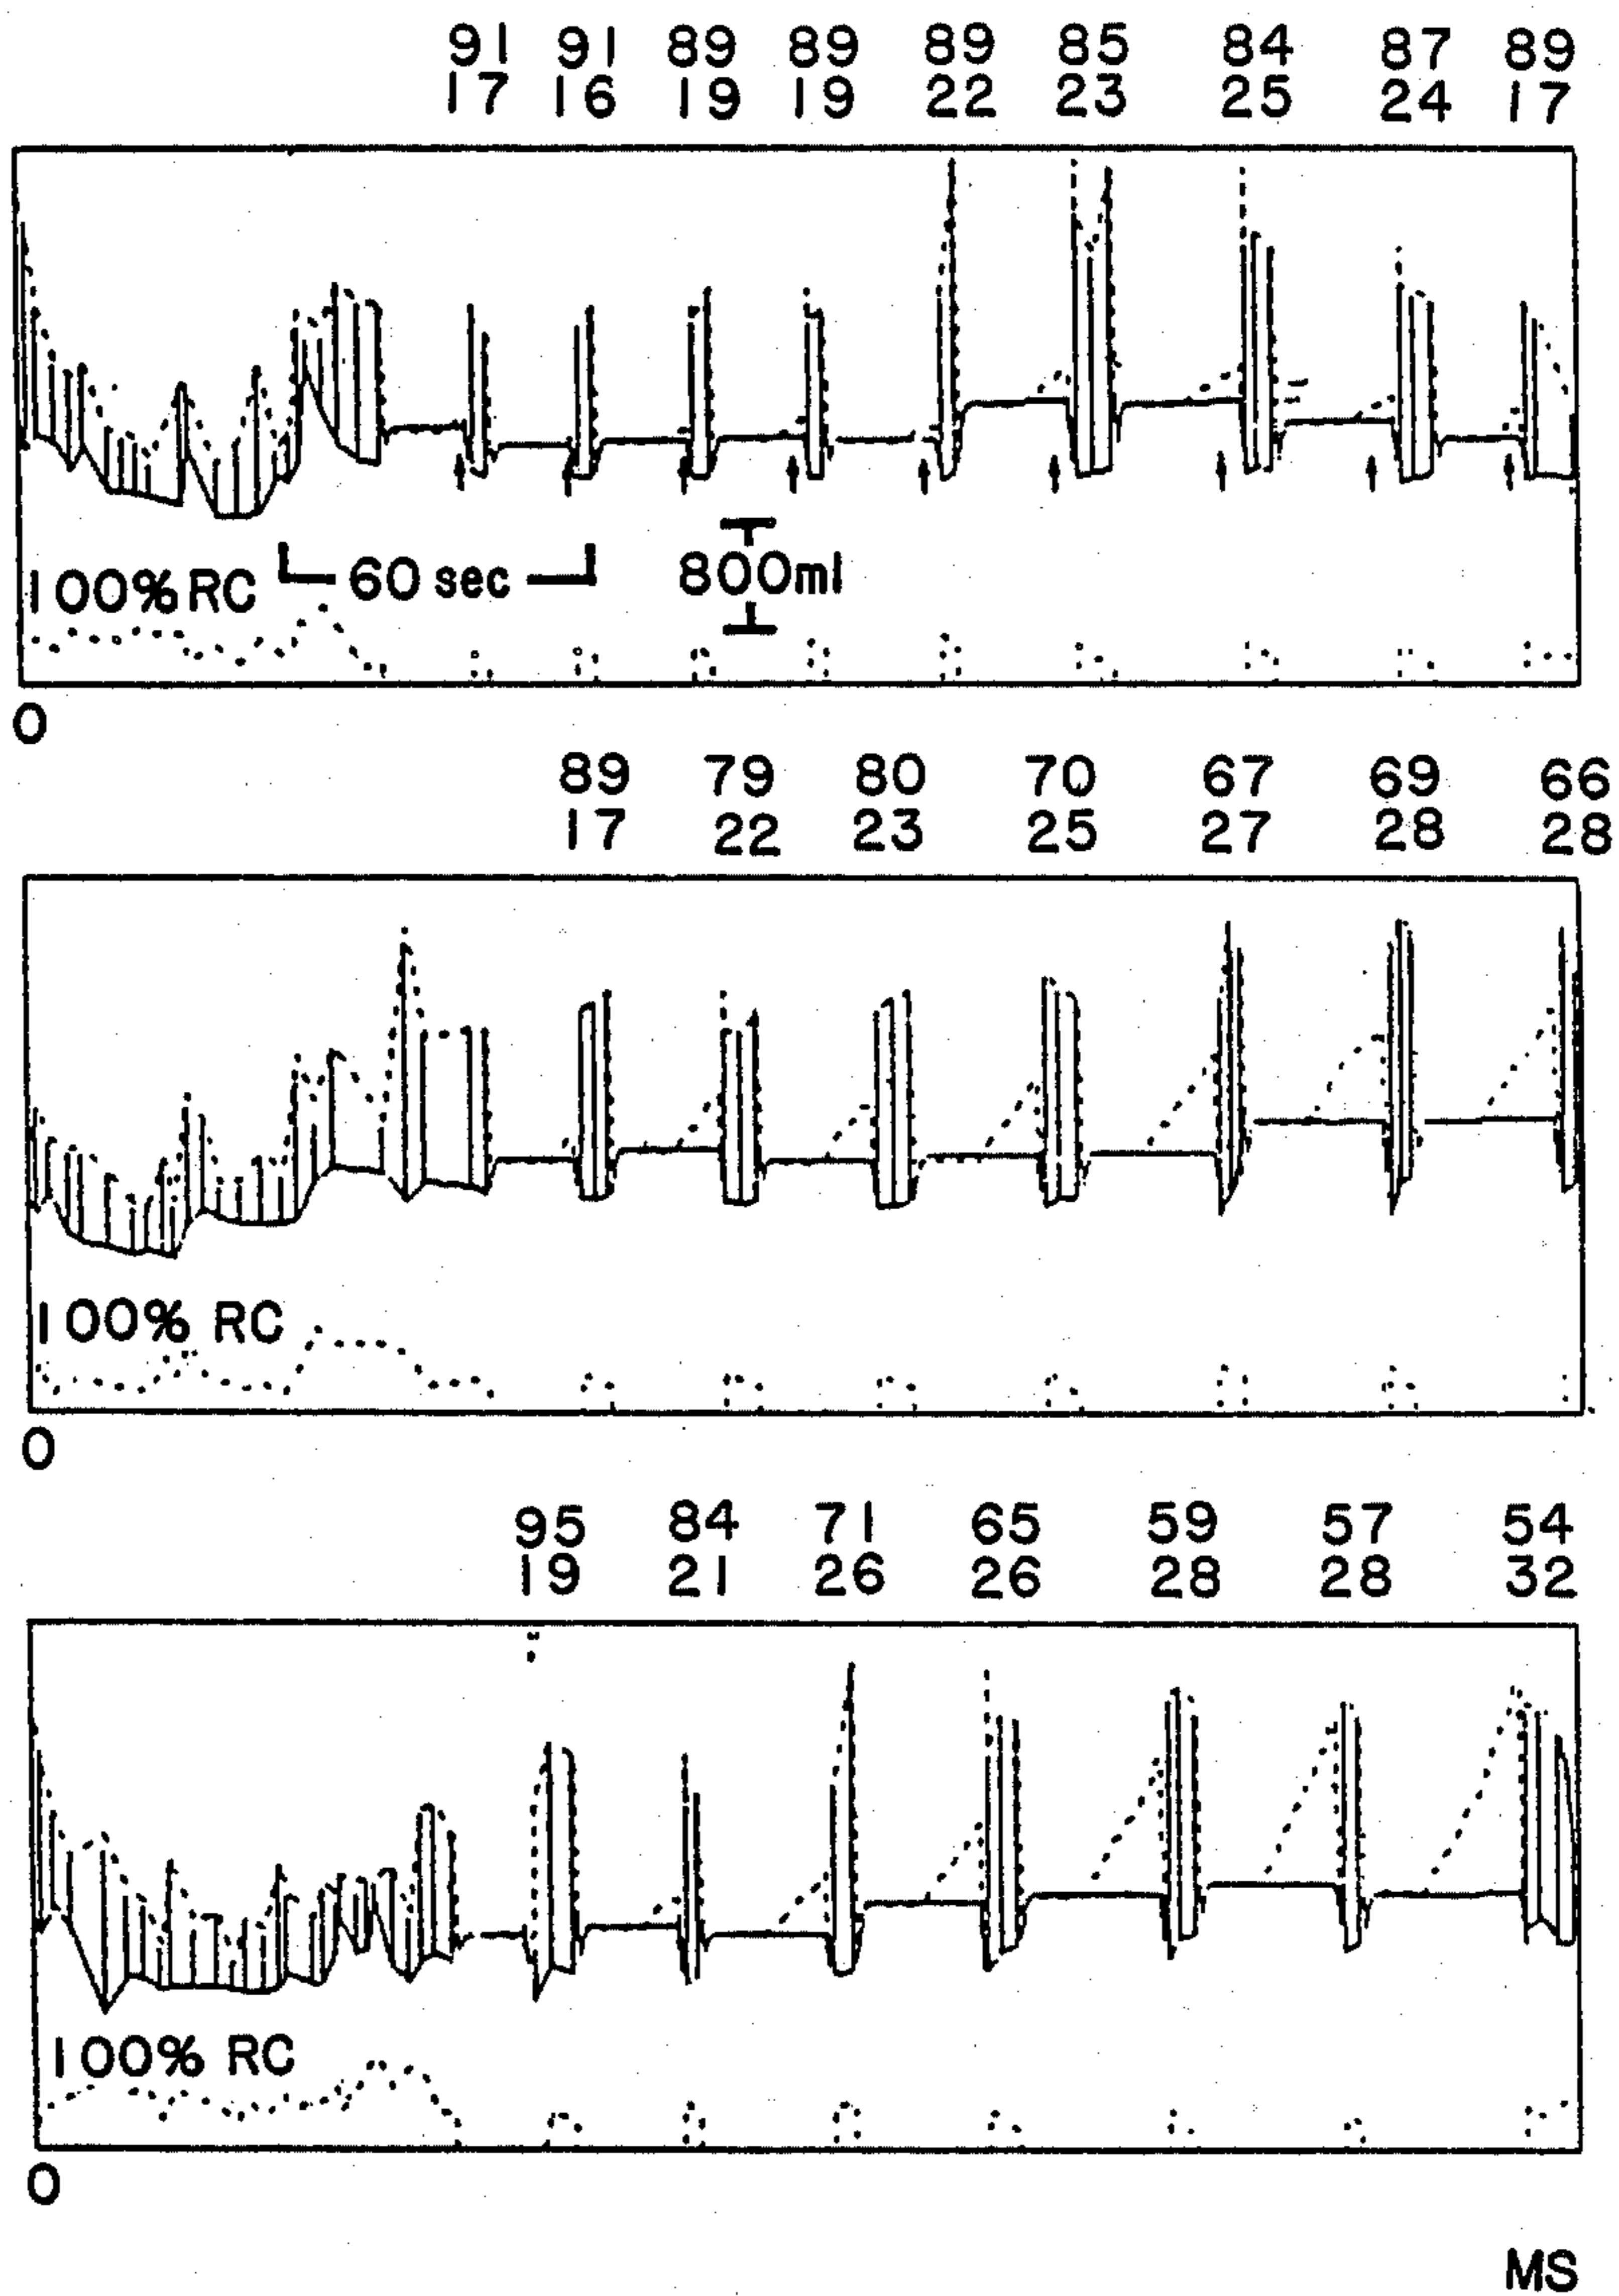 91 91 89 89 89 85 84 87 89
17 16 19 19 22 23 25 24 17
100% RC 60 sec 800ml
0
89 79 80 70 67 69 66
17 22 23 25 27 28 28
100% RC
0
95 84 71 65 59 57 54
19 21 26 26 28 28 32
100% RC
0
MS